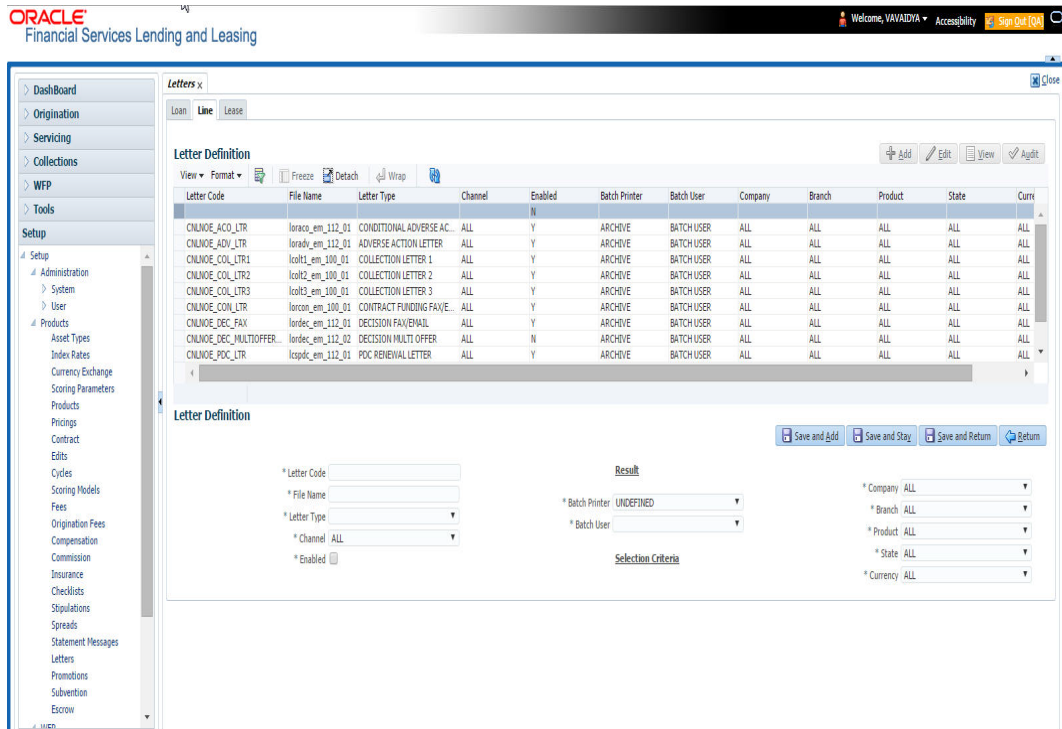 ORACLE'
Financial Services Lending and Leasing
Welcome, VAVAIDYA Accessibility Sign Out [QA]
Close
DashBoard
Origination
Servicing
Collections
WFP
Tools
Setup
Setup
Administration
System
User
Products
Asset Types
Index Rates
Currency Exchange
Scoring Parameters
Products
Pricings
Contract
Edits
Cycles
Scoring Models
Fees
Origination Fees
Compensation
Commission
Insurance
Checklists
Stipulations
Spreads
Statement Messages
Letters
Promotions
Subvention
Escrow
WFP
Letters x
Loan Line Lease
Letter Definition
Add Edit View Audit
View Format Freeze Detach Wrap
Letter Code File Name Letter Type Channel Enabled Batch Printer Batch User Company Branch Product State Curre
N
CNLNOE_ACO_LTR loraco_em_112_01 CONDITIONAL ADVERSE AC... ALL Y ARCHIVE BATCH USER ALL ALL ALL ALL ALL
CNLNOE_ADV_LTR loradv_em_112_01 ADVERSE ACTION LETTER ALL Y ARCHIVE BATCH USER ALL ALL ALL ALL ALL
CNLNOE_COL_LTR1 lcolt1_em_100_01 COLLECTION LETTER 1 ALL Y ARCHIVE BATCH USER ALL ALL ALL ALL ALL
CNLNOE_COL_LTR2 lcolt2_em_100_01 COLLECTION LETTER 2 ALL Y ARCHIVE BATCH USER ALL ALL ALL ALL ALL
CNLNOE_COL_LTR3 lcolt3_em_100_01 COLLECTION LETTER 3 ALL Y ARCHIVE BATCH USER ALL ALL ALL ALL ALL
CNLNOE_CON_LTR lorcon_em_100_01 CONTRACT FUNDING FAX/E... ALL Y ARCHIVE BATCH USER ALL ALL ALL ALL ALL
CNLNOE_DEC_FAX lordec_em_112_01 DECISION FAX/EMAIL ALL Y ARCHIVE BATCH USER ALL ALL ALL ALL ALL
CNLNOE_DEC_MULTIOFFER... lordec_em_112_02 DECISION MULTI OFFER ALL N ARCHIVE BATCH USER ALL ALL ALL ALL ALL
CNLNOE_PDC_LTR lcspdc_em_112_01 PDC RENEWAL LETTER ALL Y ARCHIVE BATCH USER ALL ALL ALL ALL ALL
Letter Definition
Save and Add Save and Stay Save and Return Return
* Letter Code
* File Name
* Letter Type
* Channel ALL
* Enabled
Result
* Batch Printer UNDEFINED
* Batch User
Selection Criteria
* Company ALL
* Branch ALL
* Product ALL
* State ALL
* Currency ALL